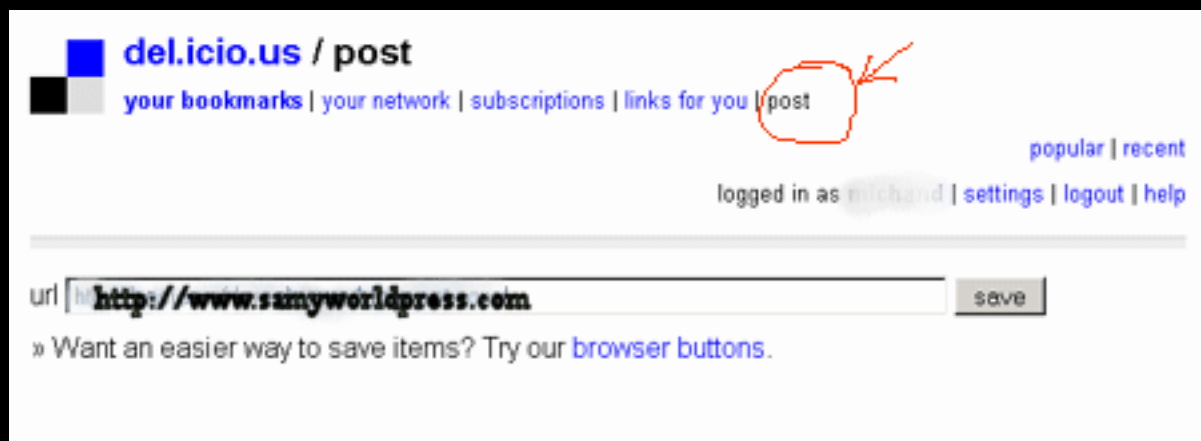 del.icio.us / post
your bookmarks | your network | subscriptions | links for you | post
popular | recent
logged in as | settings | logout | help
url http://www.samyworldpress.com save
» Want an easier way to save items? Try our browser buttons.